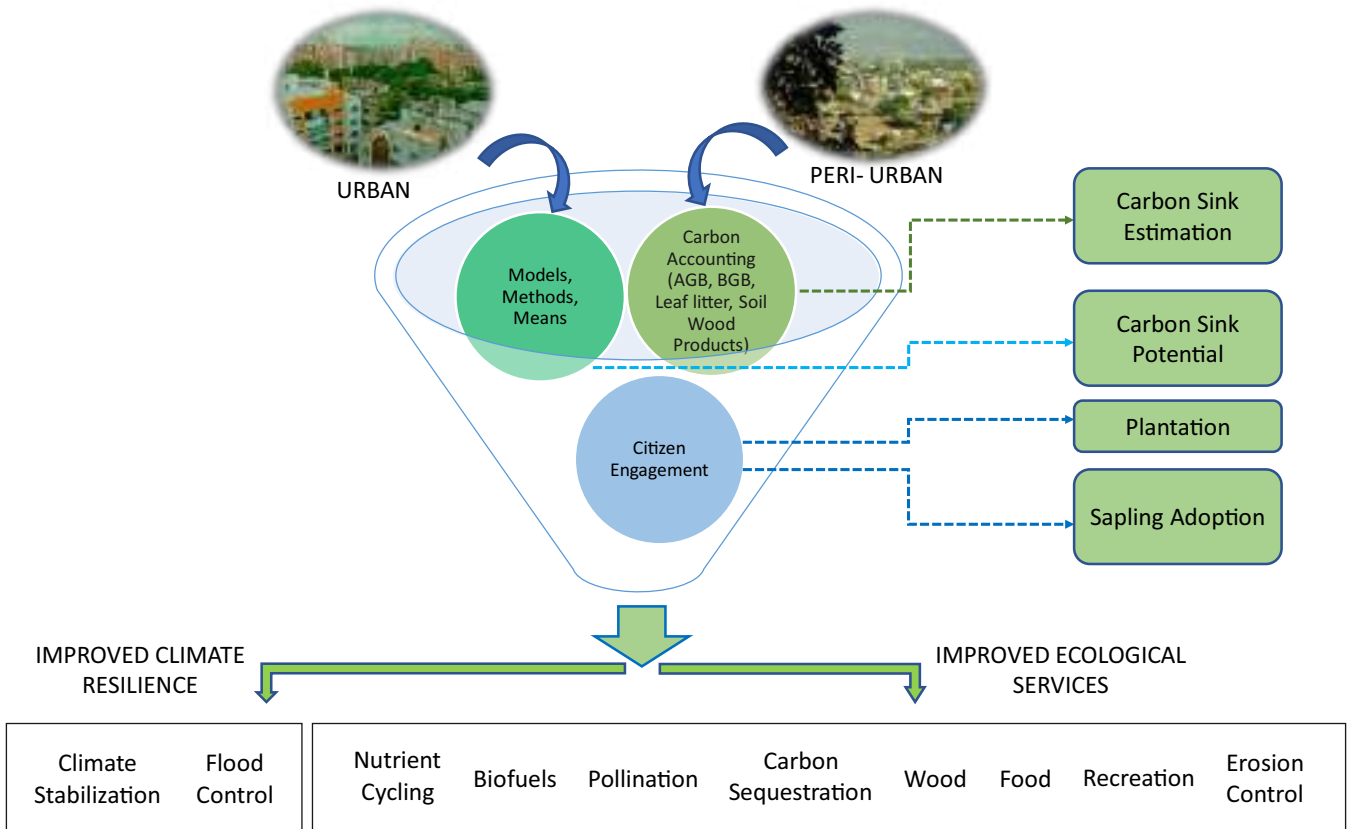 URBAN
PERI- URBAN
Models,
Methods,
Means
Carbon
Accounting
(AGB, BGB,
Leaf litter, Soil
Wood
Products)
Citizen
Engagement
Carbon Sink
Estimation
Carbon Sink
Potential
Plantation
Sapling Adoption
IMPROVED CLIMATE
RESILIENCE
IMPROVED ECOLOGICAL
SERVICES
Climate
Stabilization
Flood
Control
Nutrient
Cycling
Biofuels
Pollination
Carbon
Sequestration
Wood
Food
Recreation
Erosion
Control